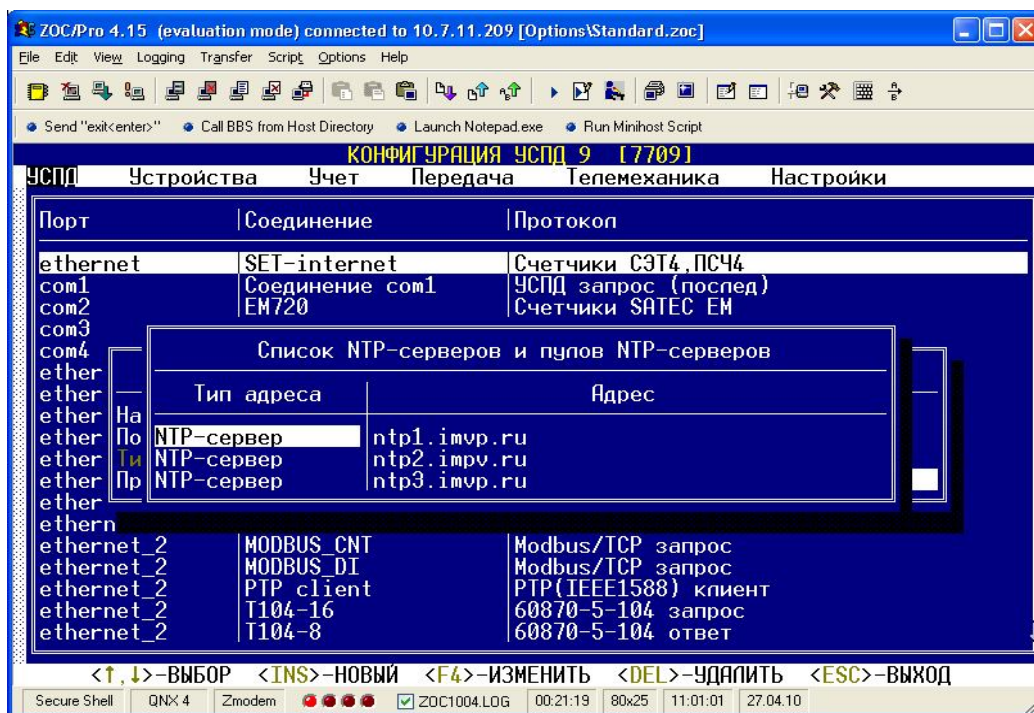 ZOC/Pro 4.15 (evaluation mode) connected to 10.7.11.209 [Options\Standard.zoc]
File Edit View Logging Transfer Script Options Help
Send "exit<enter>" Call BBS from Host Directory Launch Notepad.exe Run Minihost Script
КОНФИГУРАЦИЯ УСПД 9 [7709]
УСПД Устройства Учет Передача Телемеханика Настройки
Порт |Соединение |Протокол
ethernet |SET-internet |Счетчики СЭТ4,ПСЧ4
com1 |Соединение com1 |УСПД запрос (послед)
com2 |EM720 |Счетчики SATEC EM
com3
com4
Список NTP-серверов и пулов NTP-серверов
ether
ether
Тип адреса Адрес
ether На
ether По NTP-сервер ntp1.imvp.ru
ether Ти NTP-сервер ntp2.impv.ru
ether Пр NTP-сервер ntp3.imvp.ru
ether
ethern
ethernet_2 |MODBUS_CNT |Modbus/TCP запрос
ethernet_2 |MODBUS_DI |Modbus/TCP запрос
ethernet_2 |PTP client |PTP(IEEE1588) клиент
ethernet_2 |T104-16 |60870-5-104 запрос
ethernet_2 |T104-8 |60870-5-104 ответ
<↑,↓>-ВЫБОР <INS>-НОВЫЙ <F4>-ИЗМЕНИТЬ <DEL>-УДАЛИТЬ <ESC>-ВЫХОД
Secure Shell QNX 4 Zmodem ZOC1004.LOG 00:21:19 80x25 11:01:01 27.04.10